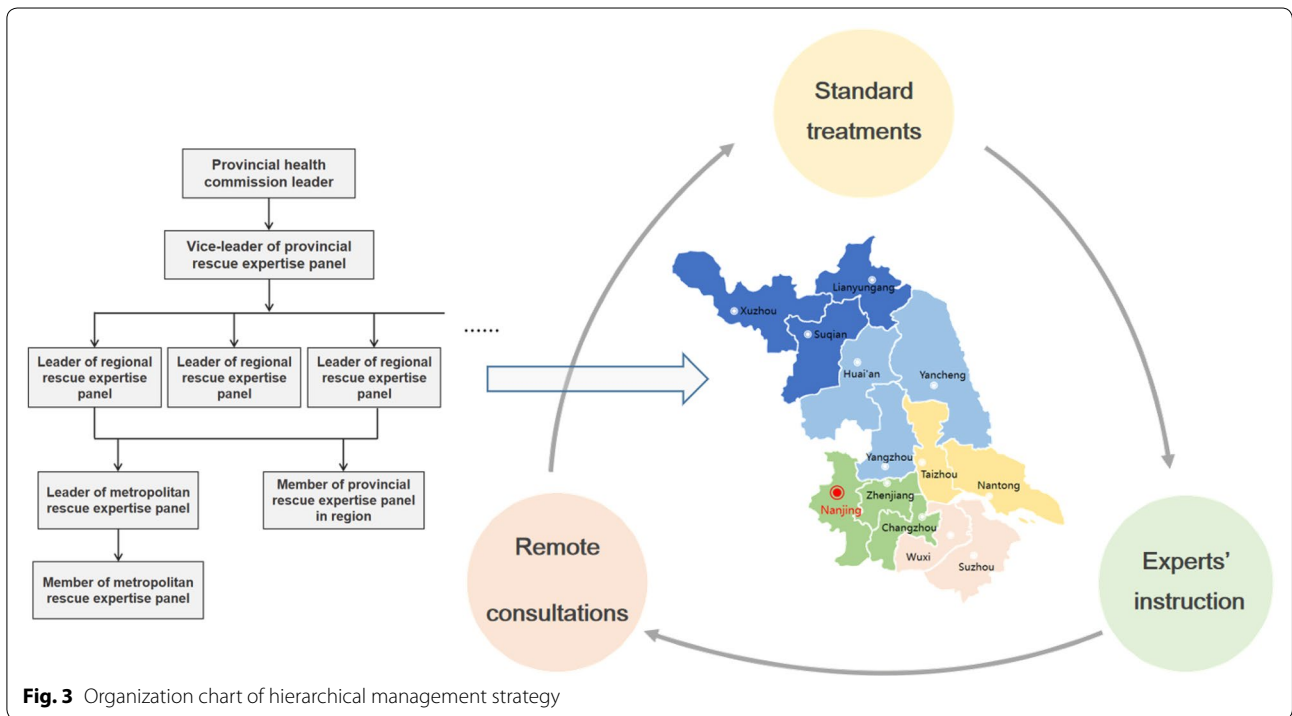 Provincial health
commission leader
Vice-leader of provincial
rescue expertise panel
......
Leader of regional
rescue expertise
panel
Leader of regional
rescue expertise
panel
Leader of regional
rescue expertise
panel
Leader of metropolitan
rescue expertise panel
Member of provincial
rescue expertise panel
in region
Member of metropolitan
rescue expertise panel
Standard
treatments
Lianyungang
Xuzhou
Suqian
Huai'an
Yancheng
Yangzhou
Taizhou
Nantong
Zhenjiang
Nanjing
Changzhou
Wuxi
Suzhou
Remote
consultations
Experts'
instruction
Fig. 3 Organization chart of hierarchical management strategy